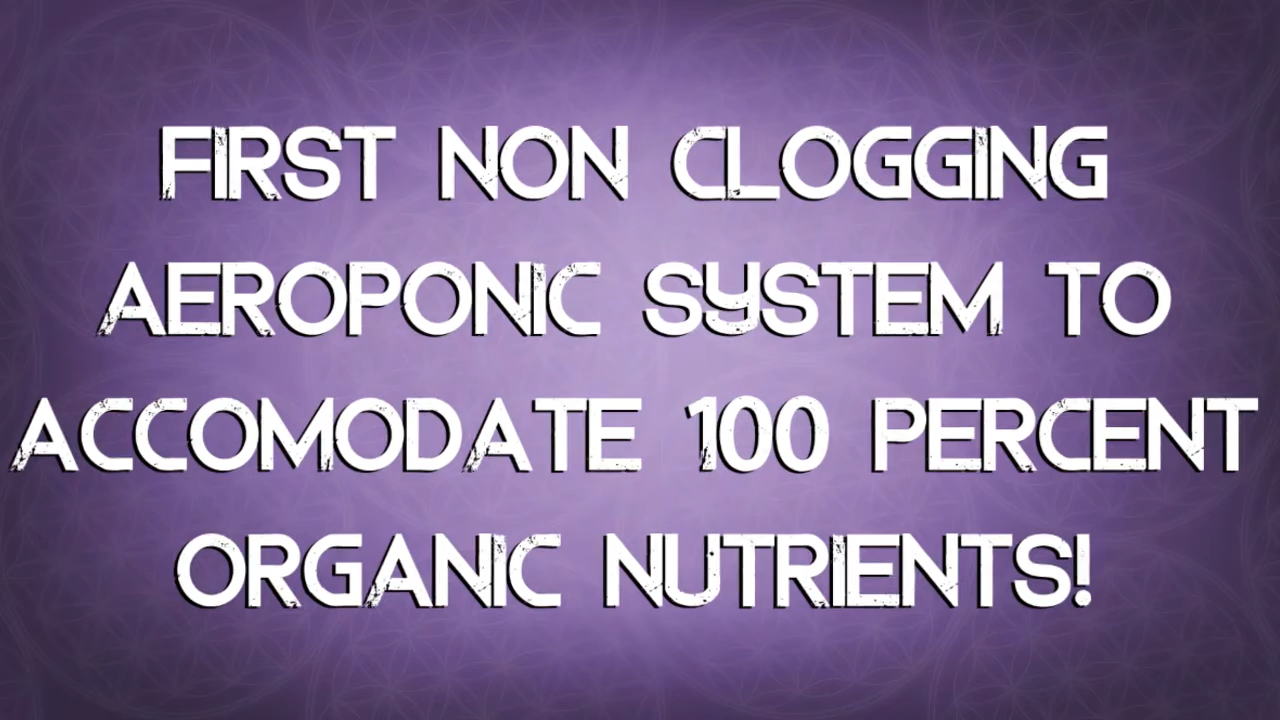 FIRST NON CLOGGING
AEROPONIC SYSTEM TO
ACCOMODATE 100 PERCENT
ORGANIC NUTRIENTS!